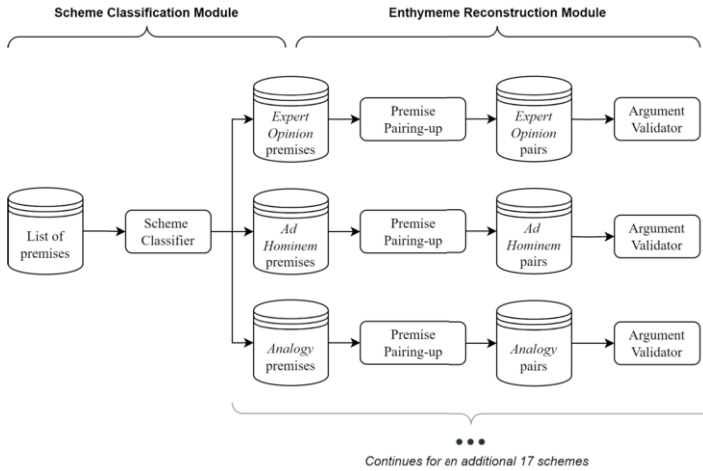 Scheme Classification Module
Enthymeme Reconstruction Module
Expert
Opinion
premises
Premise
Pairing-up
Expert
Opinion
pairs
Argument
Validator
List of
premises
Scheme
Classifier
Ad
Hominem
premises
Premise
Pairing-up
Ad
Hominem
pairs
Argument
Validator
Analogy
premises
Premise
Pairing-up
Analogy
pairs
Argument
Validator
Continues for an additional 17 schemes